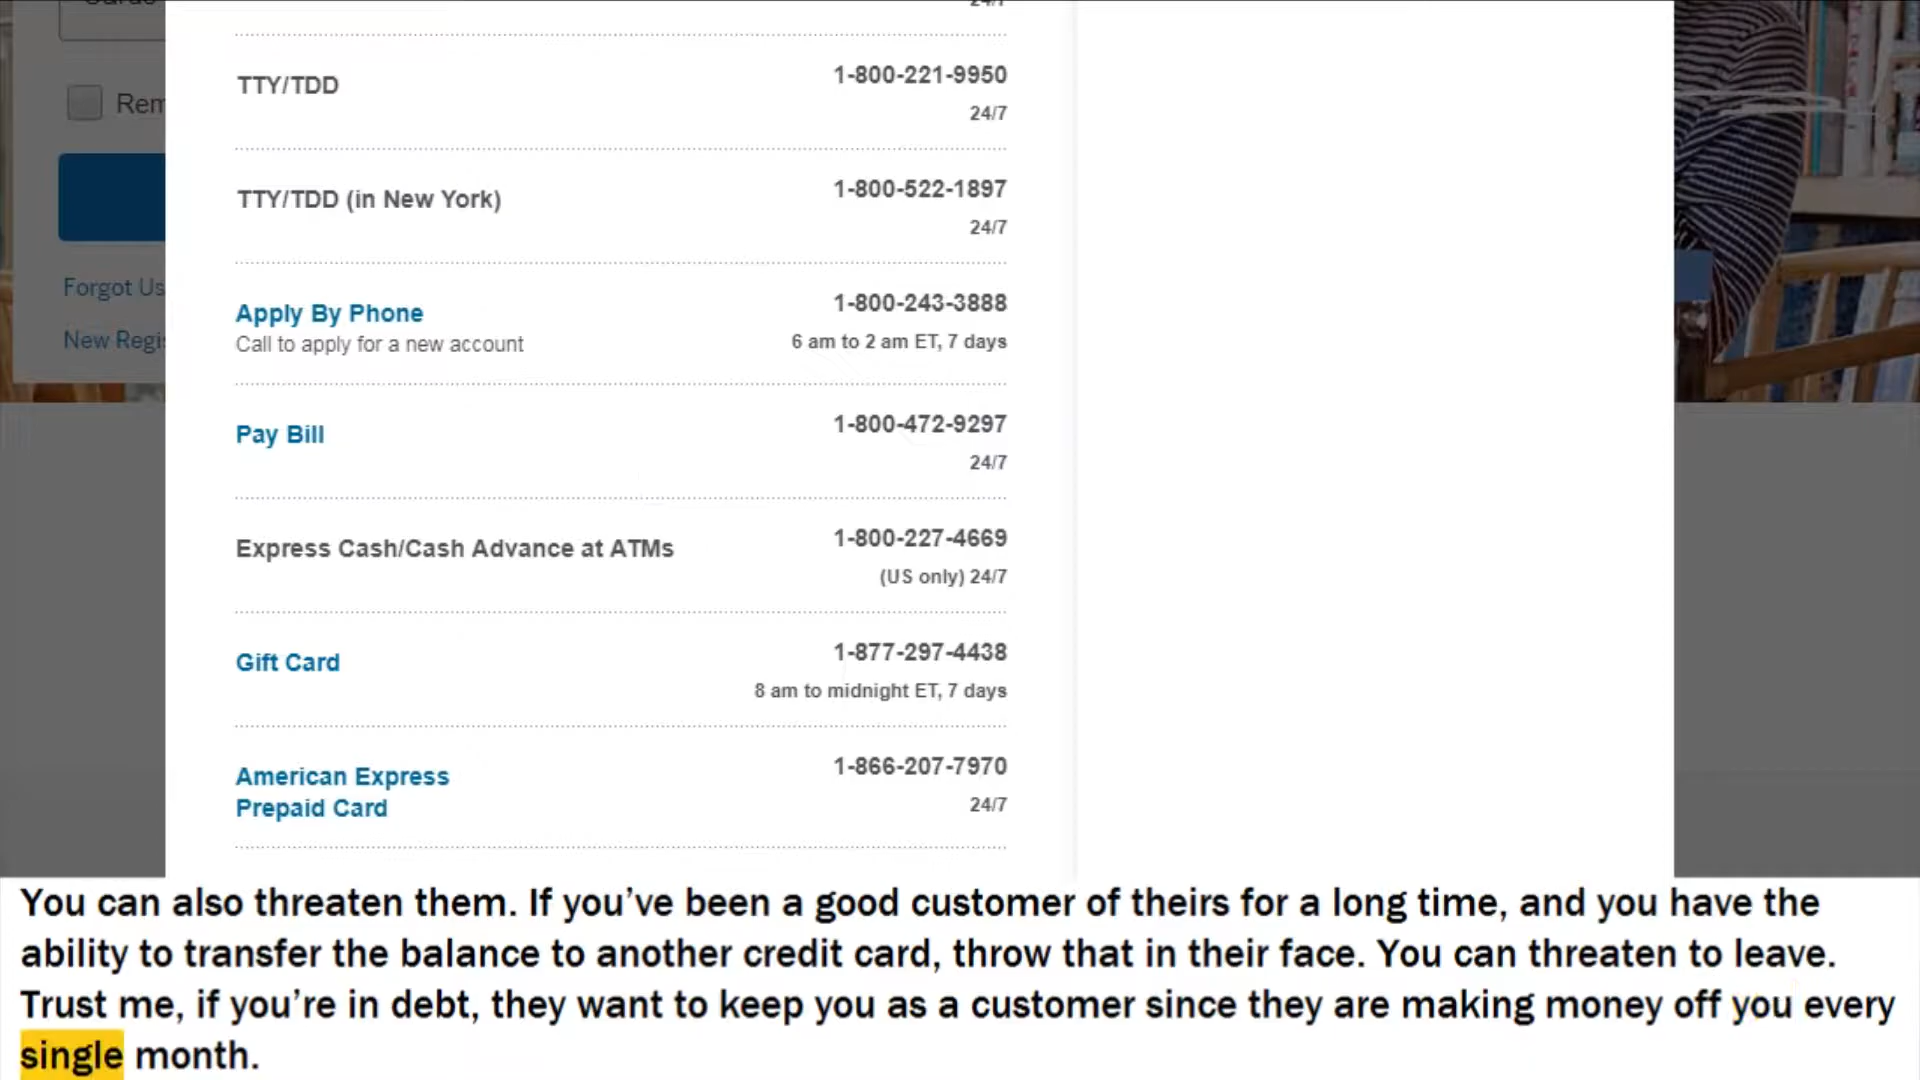 TTY/TDD
1-800-221-9950
24/7
TTY/TDD (in New York)
1-800-522-1897
24/7
Apply By Phone
Call to apply for a new account
1-800-243-3888
6 am to 2 am ET, 7 days
Pay Bill
1-800-472-9297
24/7
Express Cash/Cash Advance at ATMs
1-800-227-4669
(US only) 24/7
Gift Card
1-877-297-4438
8 am to midnight ET, 7 days
American Express
Prepaid Card
1-866-207-7970
24/7
Rem
Forgot Us
New Regis
You can also threaten them. If you’ve been a good customer of theirs for a long time, and you have the
ability to transfer the balance to another credit card, throw that in their face. You can threaten to leave.
Trust me, if you’re in debt, they want to keep you as a customer since they are making money off you every
single month.